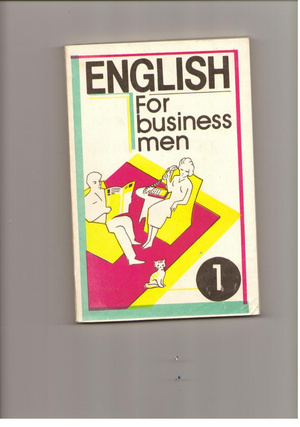 ENGLISH
For
business
men
1